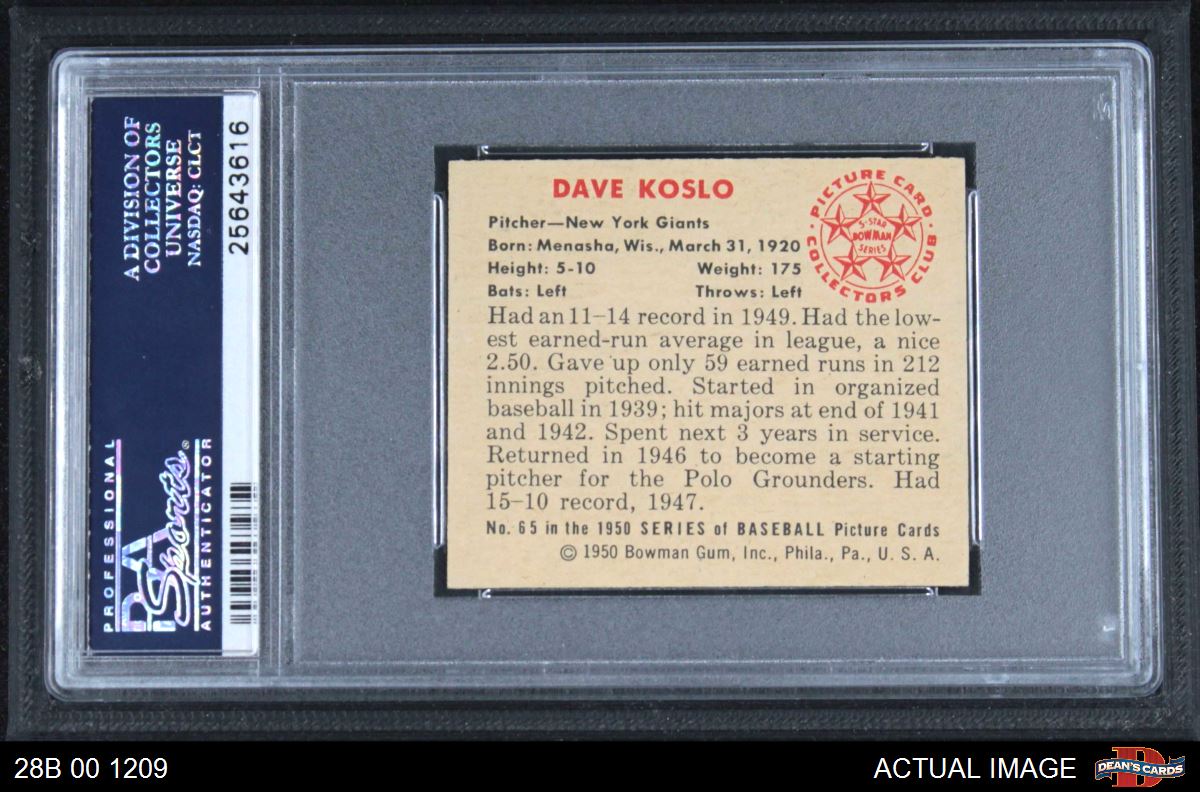 A DIVISION OF
COLLECTORS
UNIVERSE
NASDAQ: CLCT
25643616
PROFESSIONAL
PSA
Sports
AUTHENTICATOR
DAVE KOSLO
PICTURE CARD
COLLECTORS CLUB
5-STAR
BOWMAN
SERIES
Pitcher—New York Giants
Born: Menasha, Wis., March 31, 1920
Height: 5-10 Weight: 175
Bats: Left Throws: Left
Had an 11–14 record in 1949. Had the low-
est earned-run average in league, a nice
2.50. Gave up only 59 earned runs in 212
innings pitched. Started in organized
baseball in 1939; hit majors at end of 1941
and 1942. Spent next 3 years in service.
Returned in 1946 to become a starting
pitcher for the Polo Grounders. Had
15–10 record, 1947.
No. 65 in the 1950 SERIES of BASEBALL Picture Cards
© 1950 Bowman Gum, Inc., Phila., Pa., U. S. A.
28B 00 1209
ACTUAL IMAGE
DEAN'S CARDS